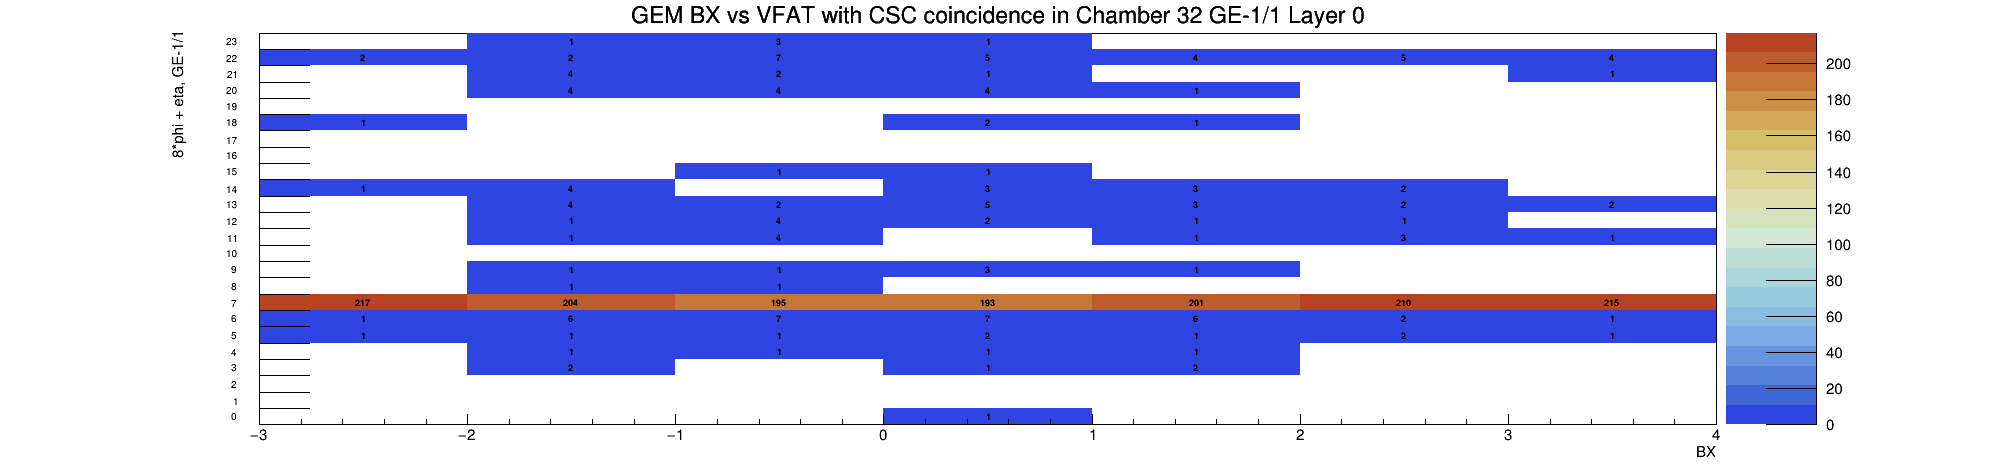 GEM BX vs VFAT with CSC coincidence in Chamber 32 GE-1/1 Layer 0
8*phi + eta, GE-1/1
23 1 3 1
22 2 2 7 5 4 5 4
21 4 2 1 1
20 4 4 4 1
19
18 1 2 1
17
16
15 1 1
14 1 4 3 3 2
13 4 2 5 3 2 2
12 1 4 2 1 1
11 1 4 1 3 1
10
9 1 1 3 1
8 1 1
7 217 204 195 193 201 210 215
6 1 6 7 7 6 2 1
5 1 1 1 2 1 2 1
4 1 1 1 1
3 2 1 2
2
1
0 1
−3 −2 −1 0 1 2 3 4
BX
200
180
160
140
120
100
80
60
40
20
0